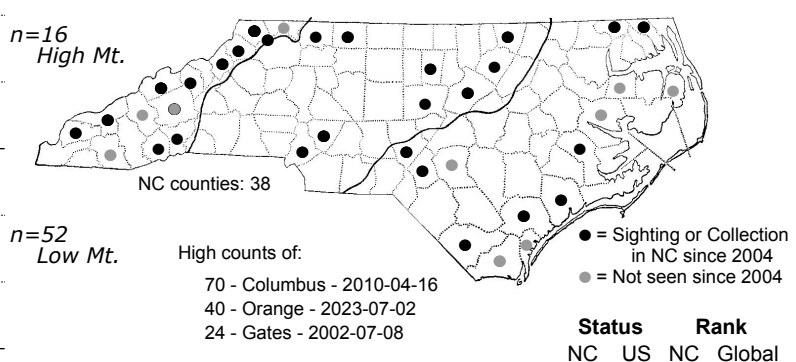 n=16
High Mt.
NC counties: 38
n=52
Low Mt.
High counts of:
70 - Columbus - 2010-04-16
40 - Orange - 2023-07-02
24 - Gates - 2002-07-08
= Sighting or Collection
in NC since 2004
= Not seen since 2004
Status Rank
NC US NC Global